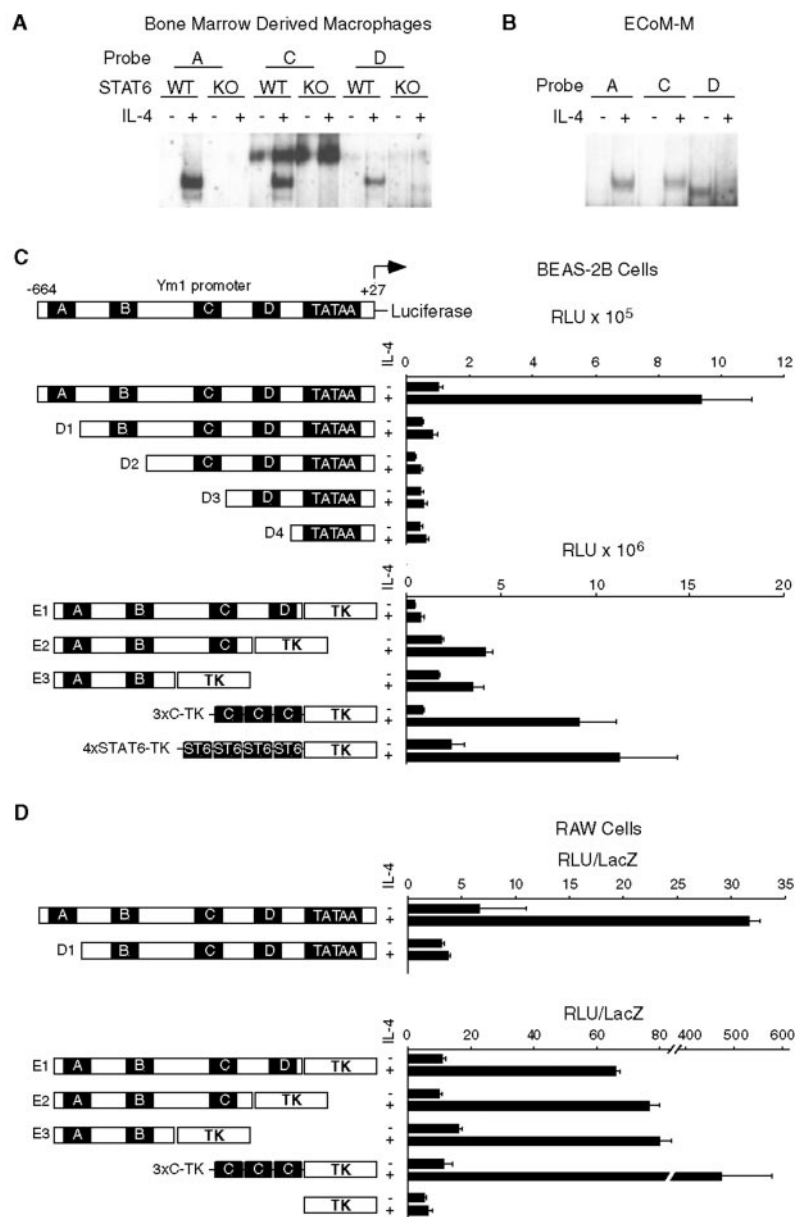 A
Bone Marrow Derived Macrophages
Probe A C D
STAT6 WT KO WT KO WT KO
IL-4 - + - + - + - + - + - +
B
ECoM-M
Probe A C D
IL-4 - + - + - +
C
-664 Ym1 promoter +27
A B C D TATAA Luciferase
BEAS-2B Cells
RLU x 10⁵
IL-4
0 2 4 6 8 10 12
A B C D TATAA - +
D1 B C D TATAA - +
D2 C D TATAA - +
D3 D TATAA - +
D4 TATAA - +
RLU x 10⁶
IL-4
0 5 10 15 20
E1 A B C D TK - +
E2 A B C TK - +
E3 A B TK - +
3xC-TK C C C TK - +
4xSTAT6-TK ST6 ST6 ST6 ST6 TK - +
D
RAW Cells
RLU/LacZ
IL-4
0 5 10 15 20 25 30 35
A B C D TATAA - +
D1 B C D TATAA - +
RLU/LacZ
IL-4
0 20 40 60 80 400 500 600
E1 A B C D TK - +
E2 A B C TK - +
E3 A B TK - +
3xC-TK C C C TK - +
TK - +